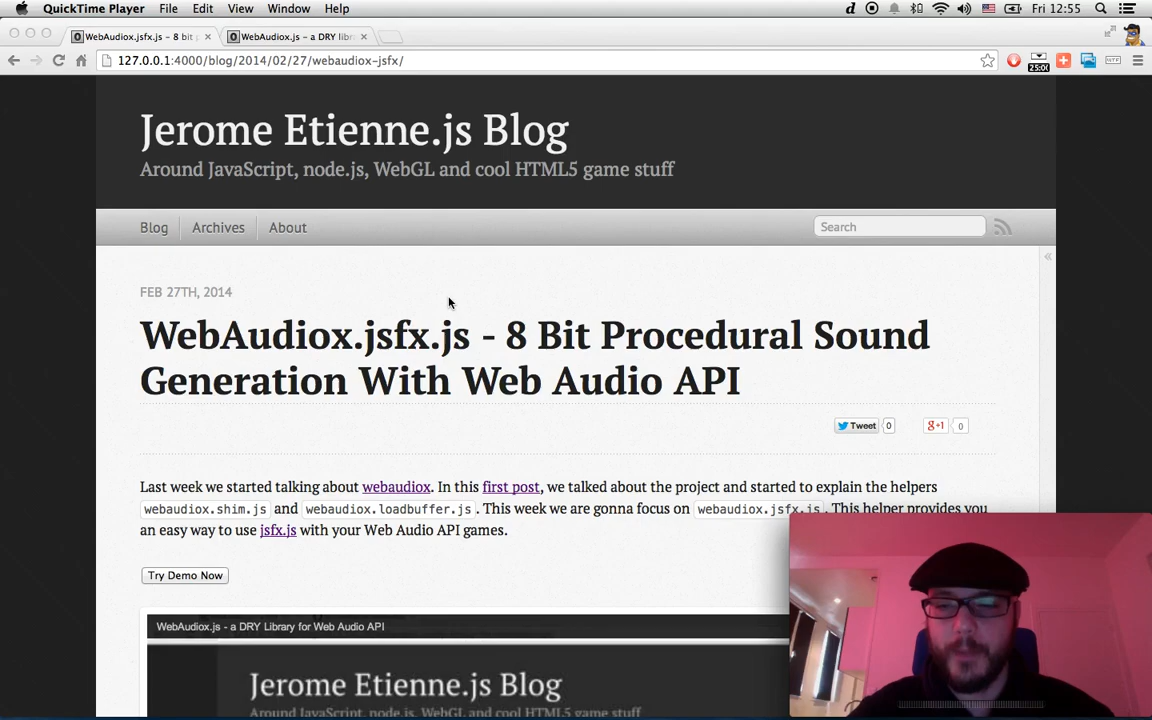 QuickTime Player File Edit View Window Help Fri 12:55
WebAudiox.jsfx.js - 8 bit WebAudiox.js - a DRY libr
127.0.0.1:4000/blog/2014/02/27/webaudiox-jsfx/
25:00
Jerome Etienne.js Blog
Around JavaScript, node.js, WebGL and cool HTML5 game stuff
Blog Archives About Search
FEB 27TH, 2014
WebAudiox.jsfx.js - 8 Bit Procedural Sound
Generation With Web Audio API
Tweet 0 g+1 0
Last week we started talking about webaudiox. In this first post, we talked about the project and started to explain the helpers
webaudiox.shim.js and webaudiox.loadbuffer.js. This week we are gonna focus on webaudiox.jsfx.js. This helper provides you
an easy way to use jsfx.js with your Web Audio API games.
Try Demo Now
WebAudiox.js - a DRY Library for Web Audio API
Jerome Etienne.js Blog
Around JavaScript, node.js, WebGL and cool HTML5 game stuff